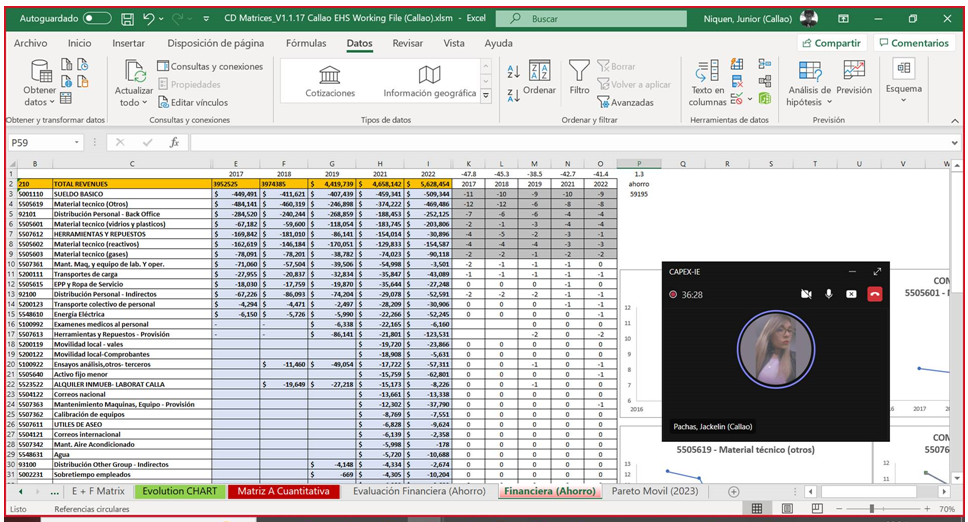 Autoguardado CD Matrices_V1.1.17 Callao EHS Working File (Callao).xlsm - Excel Buscar Niquen, Junior (Callao)
Archivo Inicio Insertar Disposición de página Fórmulas Datos Revisar Vista Ayuda Compartir Comentarios
Obtener datos Actualizar todo Consultas y conexiones Propiedades Editar vínculos Cotizaciones Información geográfica Ordenar Filtro Borrar Volver a aplicar Avanzadas Texto en columnas Análisis de hipótesis Previsión Esquema
Obtener y transformar datos Consultas y conexiones Tipos de datos Ordenar y filtrar Herramientas de datos Previsión
P59 fx
B C E F G H I K L M N O P Q R S T U V W
1 2017 2018 2019 2021 2022 -47.8 -45.3 -38.5 -42.7 -41.4 1.3
2 210 TOTAL REVENUES 3952525 3974385 $ 4,419,739 $ 4,658,142 $ 5,628,454 2017 2018 2019 2021 2022 ahorro
3 5001110 SUELDO BASICO $ -449,491 $ -411,621 $ -407,439 $ -459,341 $ -509,344 -11 -10 -9 -10 -9 59195
4 5505619 Material tecnico (Otros) $ -484,141 $ -460,319 $ -246,898 $ -374,222 $ -469,486 -12 -12 -6 -8 -8
5 92101 Distribución Personal - Back Office $ -284,520 $ -240,244 $ -268,859 $ -188,453 $ -252,125 -7 -6 -6 -4 -4
6 5505601 Material tecnico (vidrios y plasticos) $ -67,182 $ -59,600 $ -118,054 $ -183,745 $ -203,806 -2 -1 -3 -4 -4
7 5507612 HERRAMIENTAS Y REPUESTOS $ -169,842 $ -181,010 $ -86,141 $ -154,014 $ -30,896 -4 -5 -2 -3 -1
8 5505602 Material tecnico (reactivos) $ -162,619 $ -146,184 $ -170,051 $ -129,833 $ -154,587 -4 -4 -4 -3 -3
9 5505603 Material tecnico (gases) $ -78,091 $ -78,201 $ -38,782 $ -74,023 $ -90,118 -2 -2 -1 -2 -2
10 5507361 Mant. Maq, y equipo de lab. Y oper. $ -71,060 $ -57,504 $ -39,506 $ -54,998 $ -3,501 -2 -1 -1 -1 0
11 5200111 Transportes de carga $ -27,955 $ -20,837 $ -32,834 $ -35,847 $ -43,089 -1 -1 -1 -1 -1
12 5505615 EPP y Ropa de Servicio $ -18,030 $ -17,759 $ -19,870 $ -35,644 $ -27,248 0 0 0 -1 0
13 92100 Distribución Personal - Indirectos $ -67,226 $ -86,093 $ -74,204 $ -29,078 $ -52,591 -2 -2 -2 -1 -1
14 5200123 Transporte colectivo de personal $ -4,294 $ -4,471 $ -2,497 $ -28,209 $ -30,906 0 0 0 -1 -1
15 5548610 Energia Eléctrica $ -6,150 $ -5,726 $ -5,990 $ -22,266 $ -52,245 0 0 0 0 -1
16 5100992 Examenes medicos al personal - - $ -6,338 $ -22,165 $ -6,160 0 0 0
17 5507613 Herramientas y Repuestos - Provisión - - $ -86,141 $ -21,801 $ -123,531 -2 0 -2
18 5200119 Movilidad local - vales $ -19,720 $ -23,866 0 0 0 0 0
19 5200122 Movilidad local-Comprobantes $ -18,908 $ -5,631 0 0 0 0 0
20 5100922 Ensayos análisis,otros- terceros $ -11,460 $ -49,054 $ -17,722 $ -57,311 0 0 -1 0 -1
21 5505640 Activo fijo menor $ -15,759 $ -62,801 0 0 0 0 -1
22 5523522 ALQUILER INMUEB- LABORAT CALLA $ -19,649 $ -27,218 $ -15,173 $ -8,226 0 0 -1 0 0
23 5504122 Correos nacional $ -13,661 $ -13,338 0 0 0 0 0
24 5507363 Mantenimiento Maquinas, Equipo - Provisión $ -12,302 $ -37,790 0 0 0 0 -1
25 5507362 Calibración de equipos $ -8,769 $ -7,551 0 0 0 0 0
26 5507611 UTILES DE ASEO $ -6,828 $ -9,624 0 0 0 0 0
27 5504121 Correos internacional $ -6,139 $ -2,358 0 0 0 0 0
28 5507342 Mant. Aire Acondicionado $ -5,998 $ -178 0 0 0 0 0
29 5548631 Agua $ -5,720 $ -10,688 0 0 0 0 0
30 93100 Distribution Other Group - Indirectos $ -4,148 $ -4,334 $ -2,674 0 0 0 0 0
31 5002231 Sobretiempo empleados $ -669 $ -4,305 $ -10,204 0 0 0 0 0
CAPEX-IE
36:28
Pachas, Jackelin (Callao)
CON
5505601 - I
12
11
10
9
8
7
6
2016
2016 2017 20
5505619 - Material técnico (otros)
13
12
CON
55076
12
11
E + F Matrix Evolution CHART Matriz A Cuantitativa Evaluación Financiera (Ahorro) Financiera (Ahorro) Pareto Movil (2023)
Listo Referencias circulares 70%